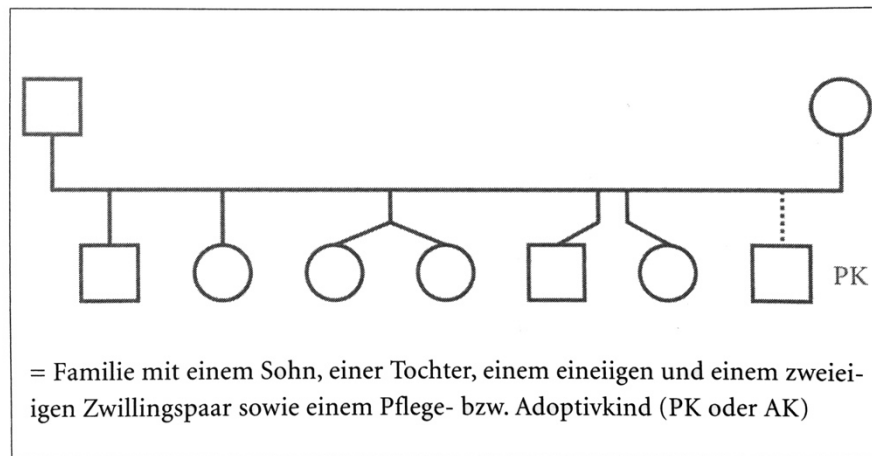 PK
= Familie mit einem Sohn, einer Tochter, einem eineiigen und einem zweiei-
igen Zwillingspaar sowie einem Pflege- bzw. Adoptivkind (PK oder AK)